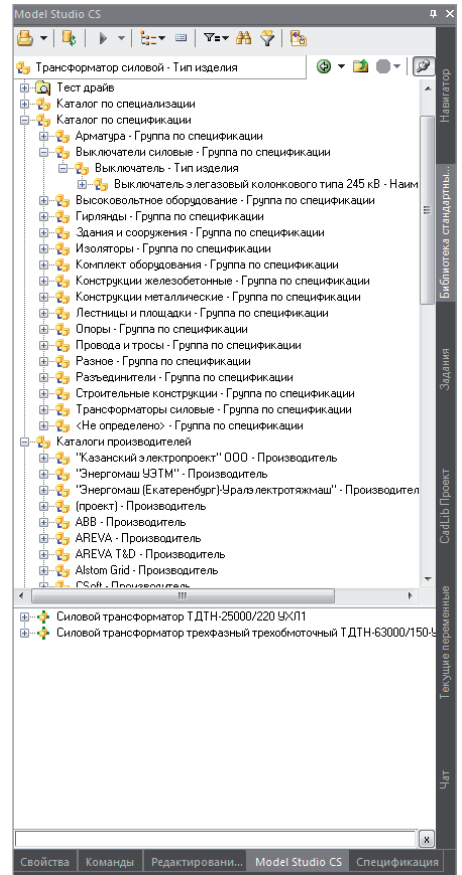 Model Studio CS
Трансформатор силовой - Тип изделия
Тест драйв
Каталог по специализации
Каталог по спецификации
Арматура - Группа по спецификации
Выключатели силовые - Группа по спецификации
Выключатель - Тип изделия
Выключатель элегазовый колонкового типа 245 кВ - Наим
Высоковольтное оборудование - Группа по спецификации
Гирлянды - Группа по спецификации
Здания и сооружения - Группа по спецификации
Изоляторы - Группа по спецификации
Комплект оборудования - Группа по спецификации
Конструкции железобетонные - Группа по спецификации
Конструкции металлические - Группа по спецификации
Лестницы и площадки - Группа по спецификации
Опоры - Группа по спецификации
Провода и тросы - Группа по спецификации
Разное - Группа по спецификации
Разъединители - Группа по спецификации
Строительные конструкции - Группа по спецификации
Трансформаторы силовые - Группа по спецификации
<Не определено> - Группа по спецификации
Каталоги производителей
"Казанский электропроект" ООО - Производитель
"Энергомаш УЭТМ" - Производитель
"Энергомаш (Екатеренбург)-Уралэлектротяжмаш" - Производител
(проект) - Производитель
ABB - Производитель
AREVA - Производитель
AREVA T&D - Производитель
Alstom Grid - Производитель
CSoft - Производитель
Силовой трансформатор ТДТН-25000/220 УХЛ1
Силовой трансформатор трехфазный трехобмоточный ТДТН-63000/150-У
Навигатор
Библиотека стандартны...
Задания
CadLib Проект
Текущие переменные
Чат
x
Свойства
Команды
Редактировани...
Model Studio CS
Спецификация